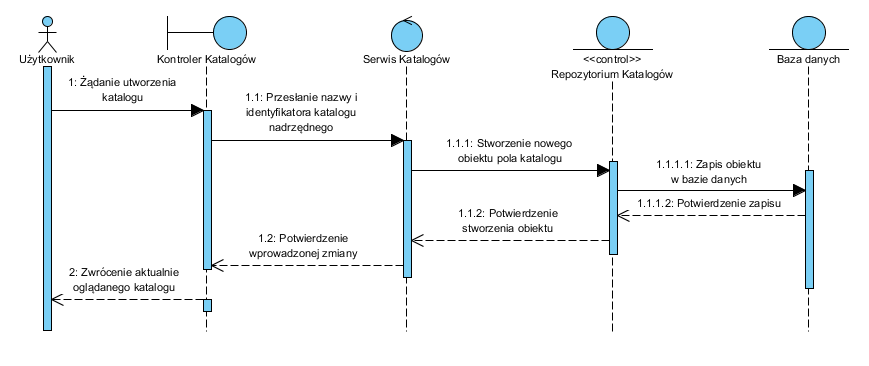 Użytkownik
Kontroler Katalogów
Serwis Katalogów
<<control>>
Repozytorium Katalogów
Baza danych
1: Żądanie utworzenia
katalogu
1.1: Przesłanie nazwy i
identyfikatora katalogu
nadrzędnego
1.1.1: Stworzenie nowego
obiektu pola katalogu
1.1.1.1: Zapis obiektu
w bazie danych
1.1.1.2: Potwierdzenie zapisu
1.1.2: Potwierdzenie
stworzenia obiektu
1.2: Potwierdzenie
wprowadzonej zmiany
2: Zwrócenie aktualnie
oglądanego katalogu